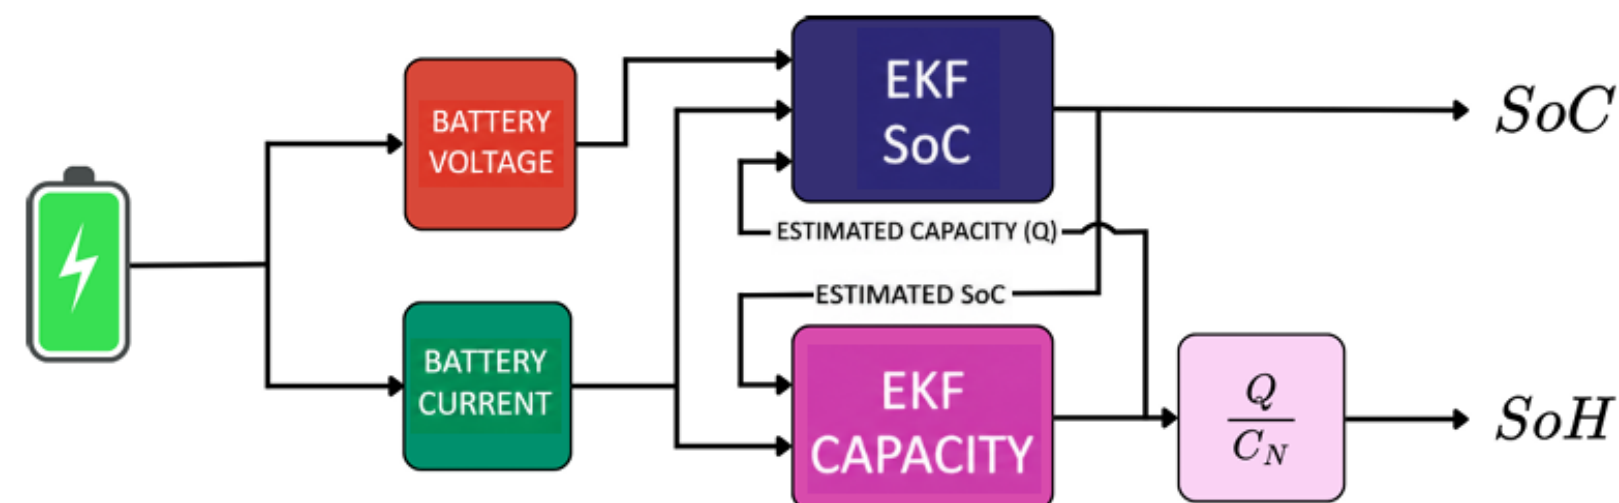 BATTERY
VOLTAGE
EKF
SoC
SoC
ESTIMATED CAPACITY (Q)
ESTIMATED SoC
BATTERY
CURRENT
EKF
CAPACITY
Q
C_N
SoH